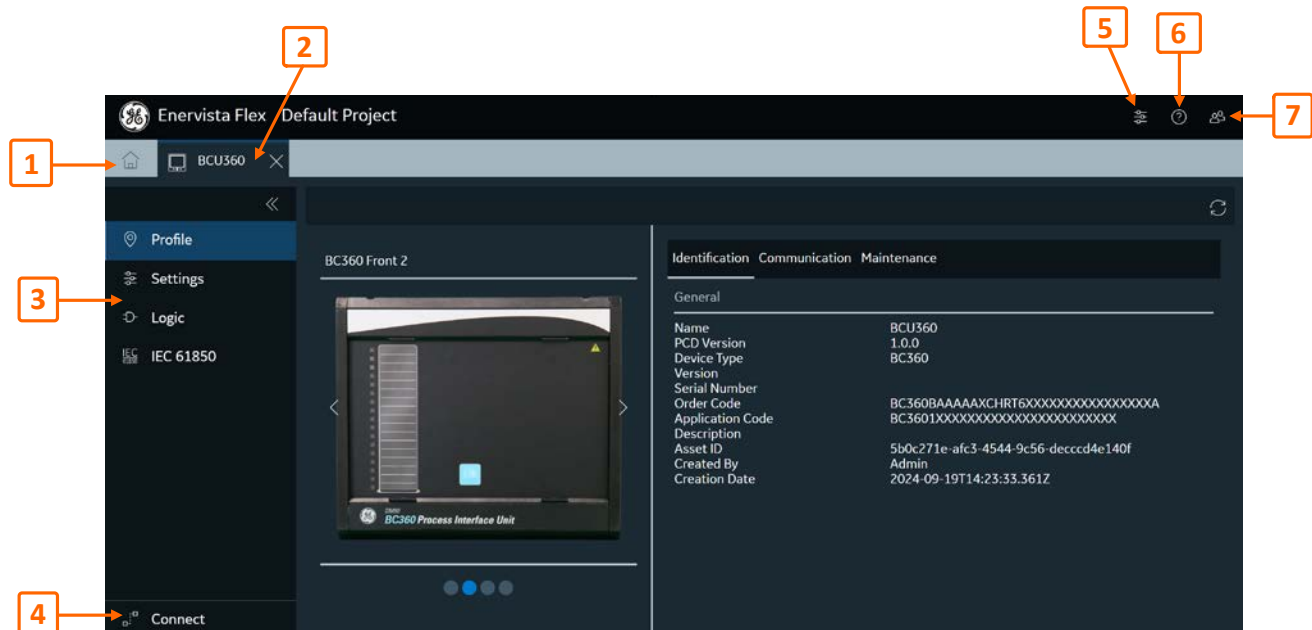 5
6
2
Enervista Flex Default Project
7
1
BCU360
Profile
BC360 Front 2
Identification Communication Maintenance
Settings
3
General
Logic
Name BCU360
PCD Version 1.0.0
IEC 61850
Device Type BC360
Version
Serial Number
Order Code BC360BAAAAAXCHRT6XXXXXXXXXXXXXXXXXA
Application Code BC3601XXXXXXXXXXXXXXXXXXXXXXX
Description
Asset ID 5b0c271e-afc3-4544-9c56-decccd4e140f
Created By Admin
Creation Date 2024-09-19T14:23:33.361Z
BC360 Process Interface Unit
4
Connect